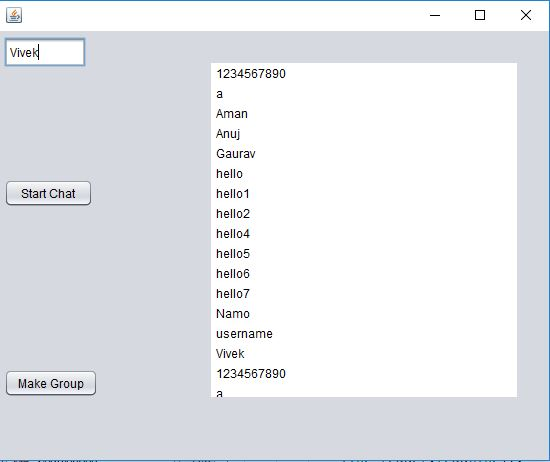 Vivek
1234567890
a
Aman
Anuj
Gaurav
hello
Start Chat
hello1
hello2
hello4
hello5
hello6
hello7
Namo
username
Vivek
1234567890
Make Group
a